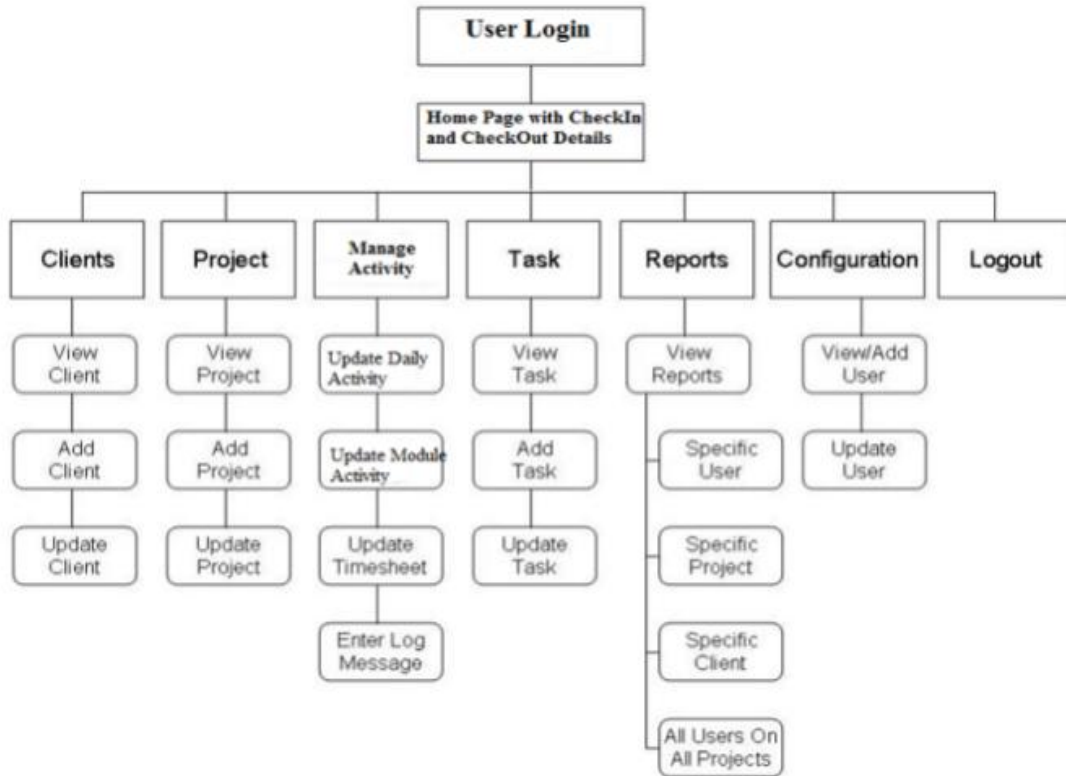 User Login
Home Page with CheckIn
and CheckOut Details
Clients
Project
Manage
Activity
Task
Reports
Configuration
Logout
View
Client
View
Project
Update Daily
Activity
View
Task
View
Reports
View/Add
User
Add
Client
Add
Project
Update Module
Activity
Add
Task
Specific
User
Update
User
Update
Client
Update
Project
Update
Timesheet
Update
Task
Specific
Project
Enter Log
Message
Specific
Client
All Users On
All Projects